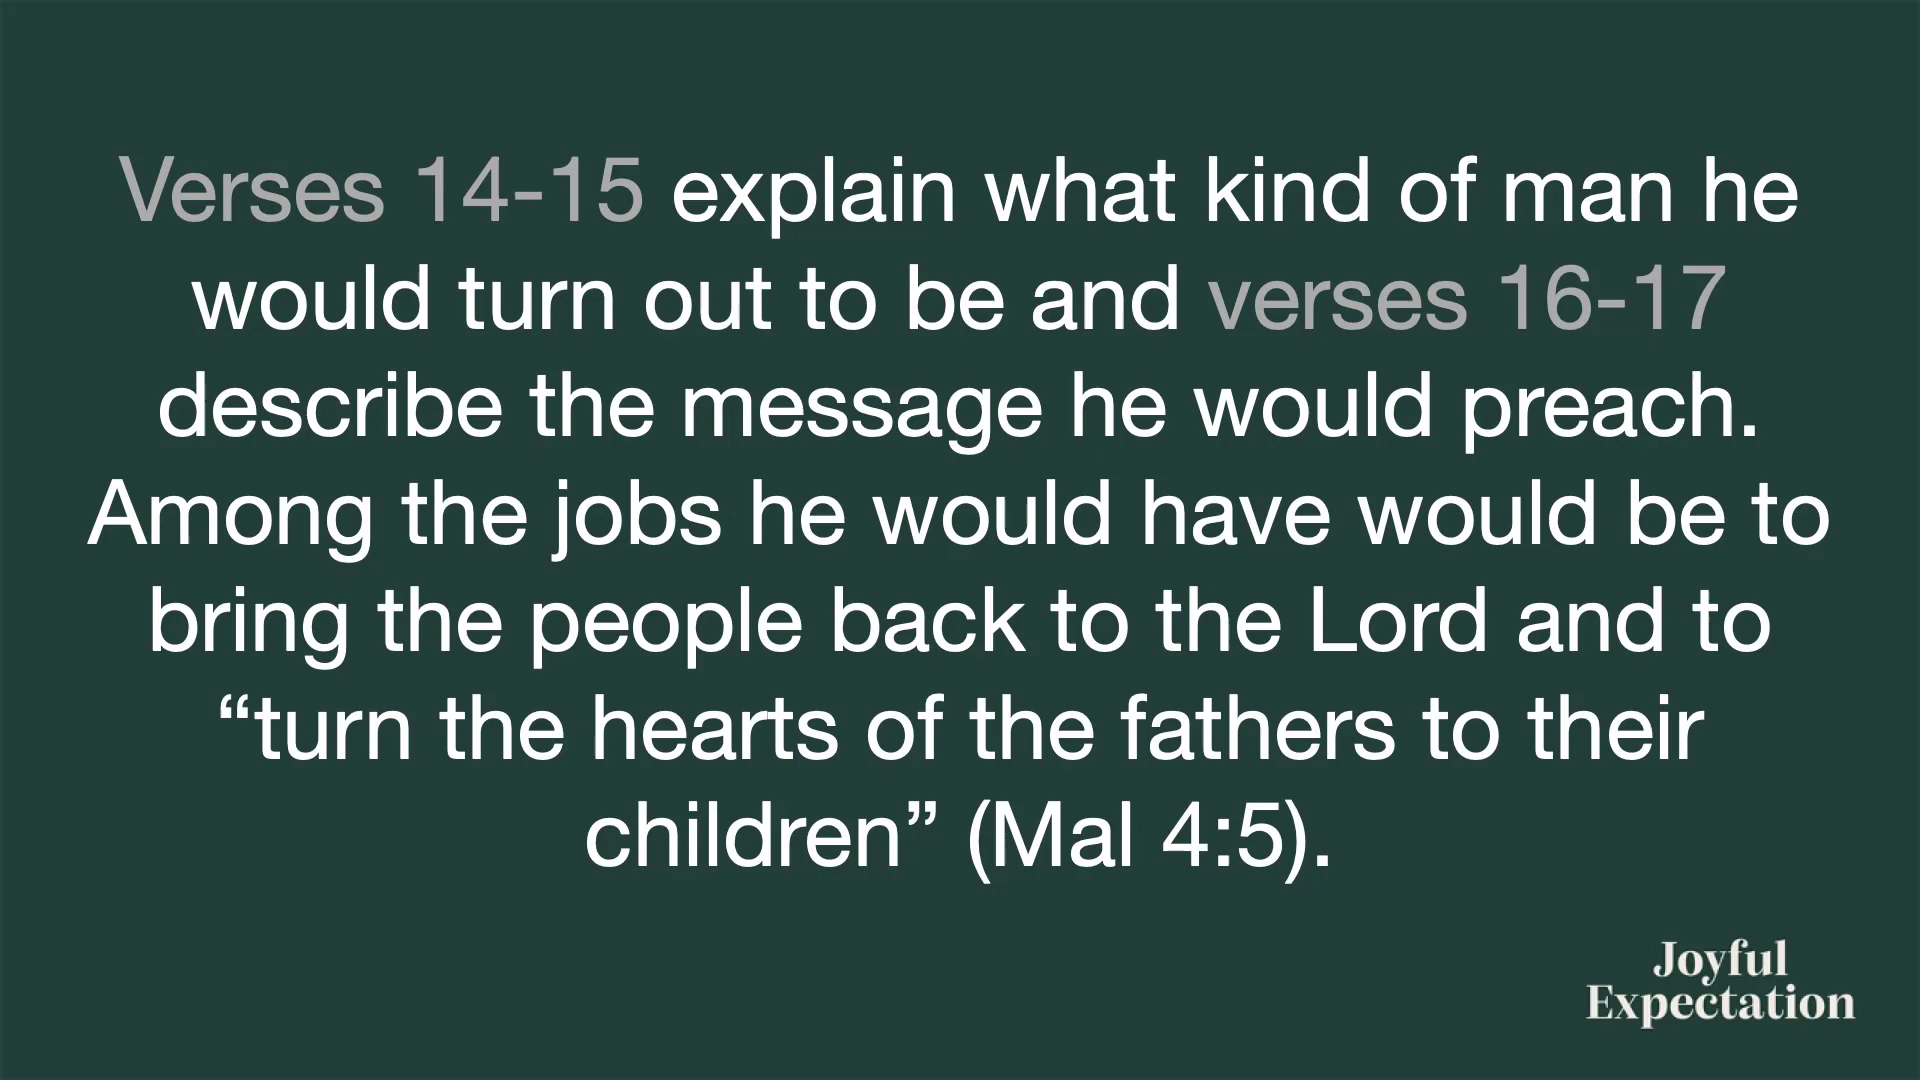 Verses 14-15 explain what kind of man he
would turn out to be and verses 16-17
describe the message he would preach.
Among the jobs he would have would be to
bring the people back to the Lord and to
“turn the hearts of the fathers to their
children” (Mal 4:5).
Joyful
Expectation